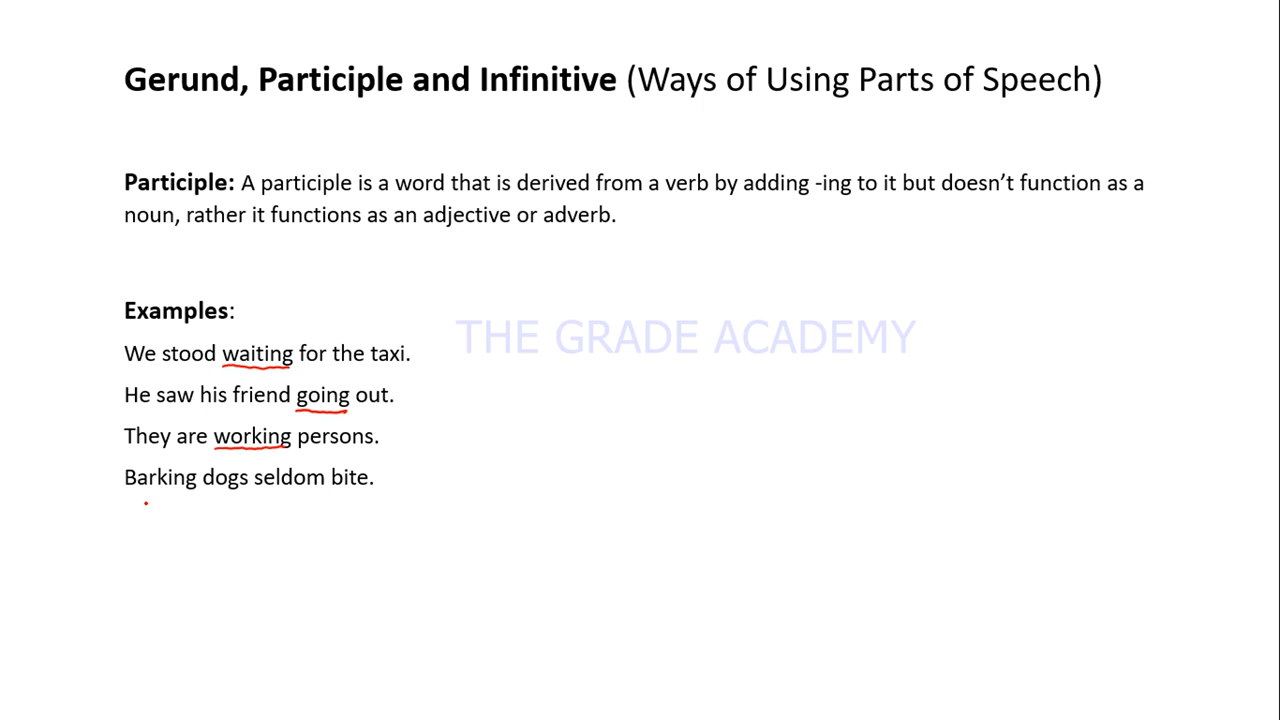 Gerund, Participle and Infinitive (Ways of Using Parts of Speech)
Participle: A participle is a word that is derived from a verb by adding -ing to it but doesn’t function as a
noun, rather it functions as an adjective or adverb.
Examples:
THE GRADE ACADEMY
We stood waiting for the taxi.
He saw his friend going out.
They are working persons.
Barking dogs seldom bite.